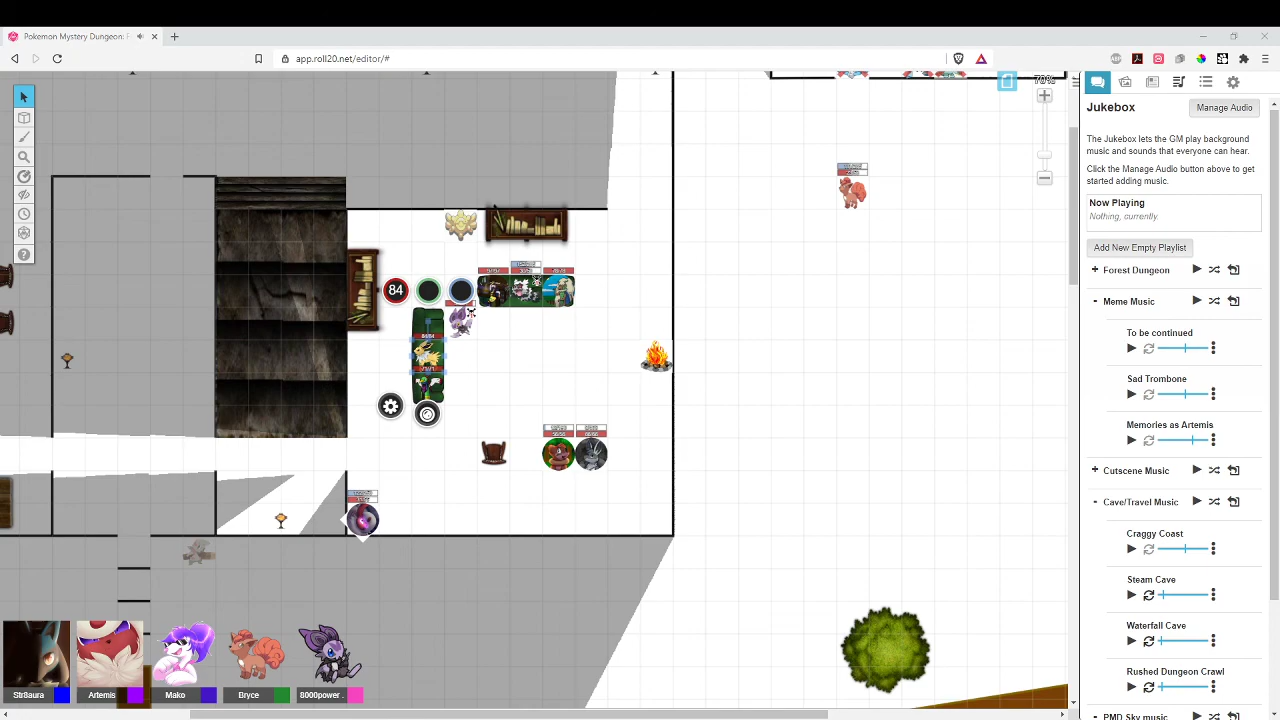 Pokemon Mystery Dungeon: F
app.roll20.net/editor/#
Jukebox
Manage Audio
The Jukebox lets the GM play background
music and sounds that everyone can hear.
Click the Manage Audio button above to get
started adding music.
Now Playing
Nothing, currently.
Add New Empty Playlist
Forest Dungeon
Meme Music
To be continued
Sad Trombone
Memories as Artemis
Cutscene Music
Cave/Travel Music
Craggy Coast
Steam Cave
Waterfall Cave
Rushed Dungeon Crawl
PMD Sky music
84
84/84
St8ura
Artemis
Mako
Bryce
8000power .